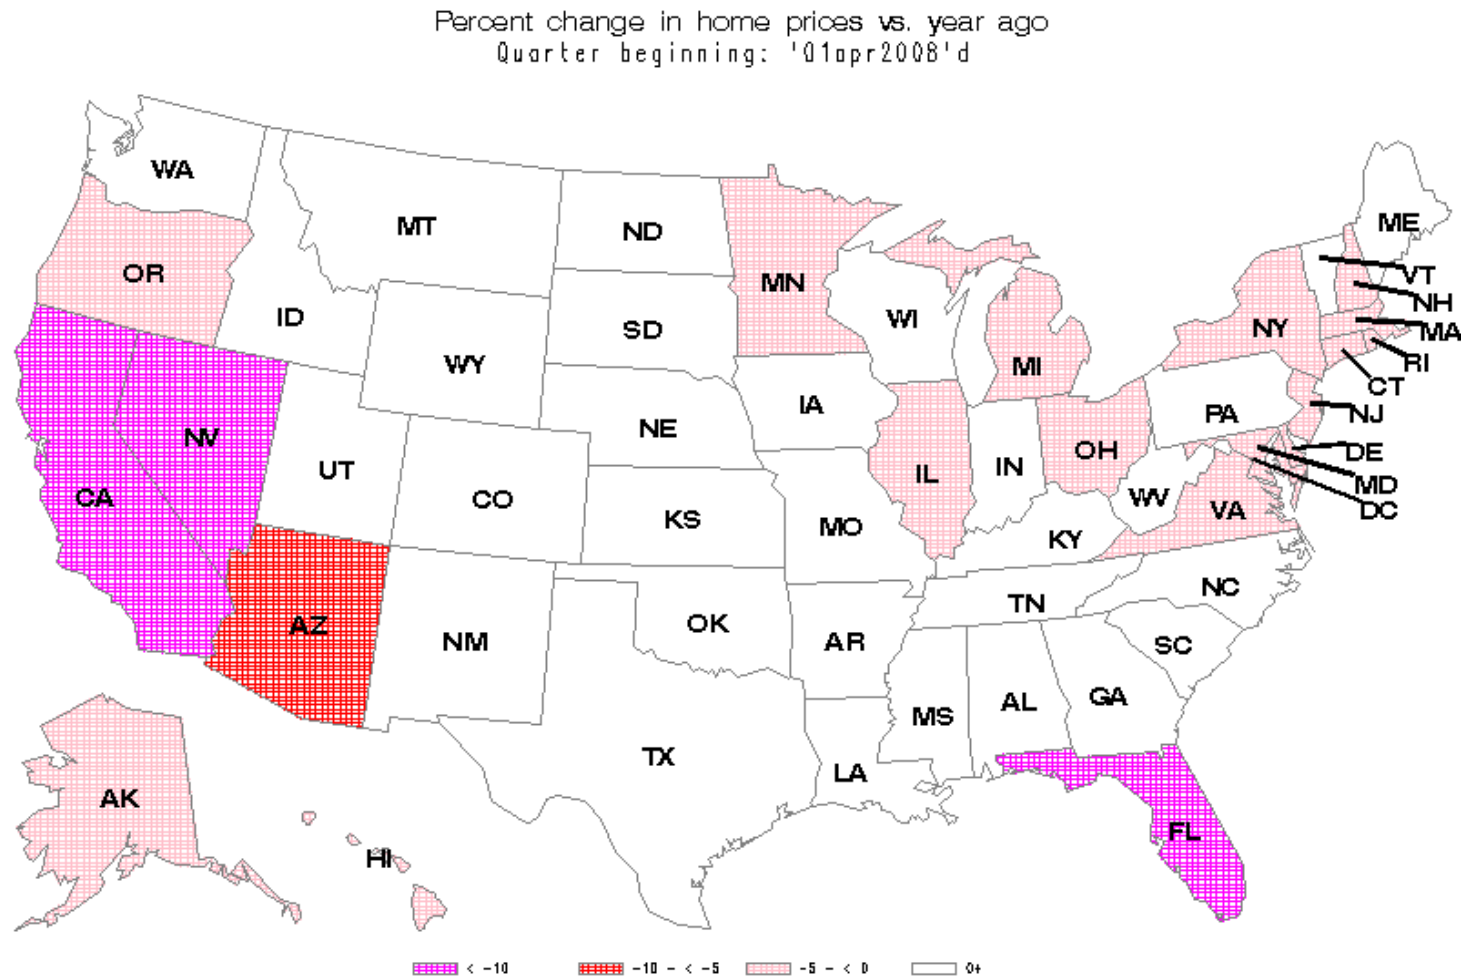 Percent change in home prices vs. year ago
Quarter beginning: '01apr2008'd
WA
MT
ND
ME
OR
MN
VT
ID
SD
WI
NH
NY
MA
WY
MI
RI
CT
IA
NJ
PA
NE
NV
OH
DE
UT
IL
IN
MD
CA
CO
WV
DC
KS
MO
VA
KY
NC
TN
AZ
OK
NM
AR
SC
MS
AL
GA
TX
LA
AK
FL
HI
< -10 -10 - < -5 -5 - < 0 0+